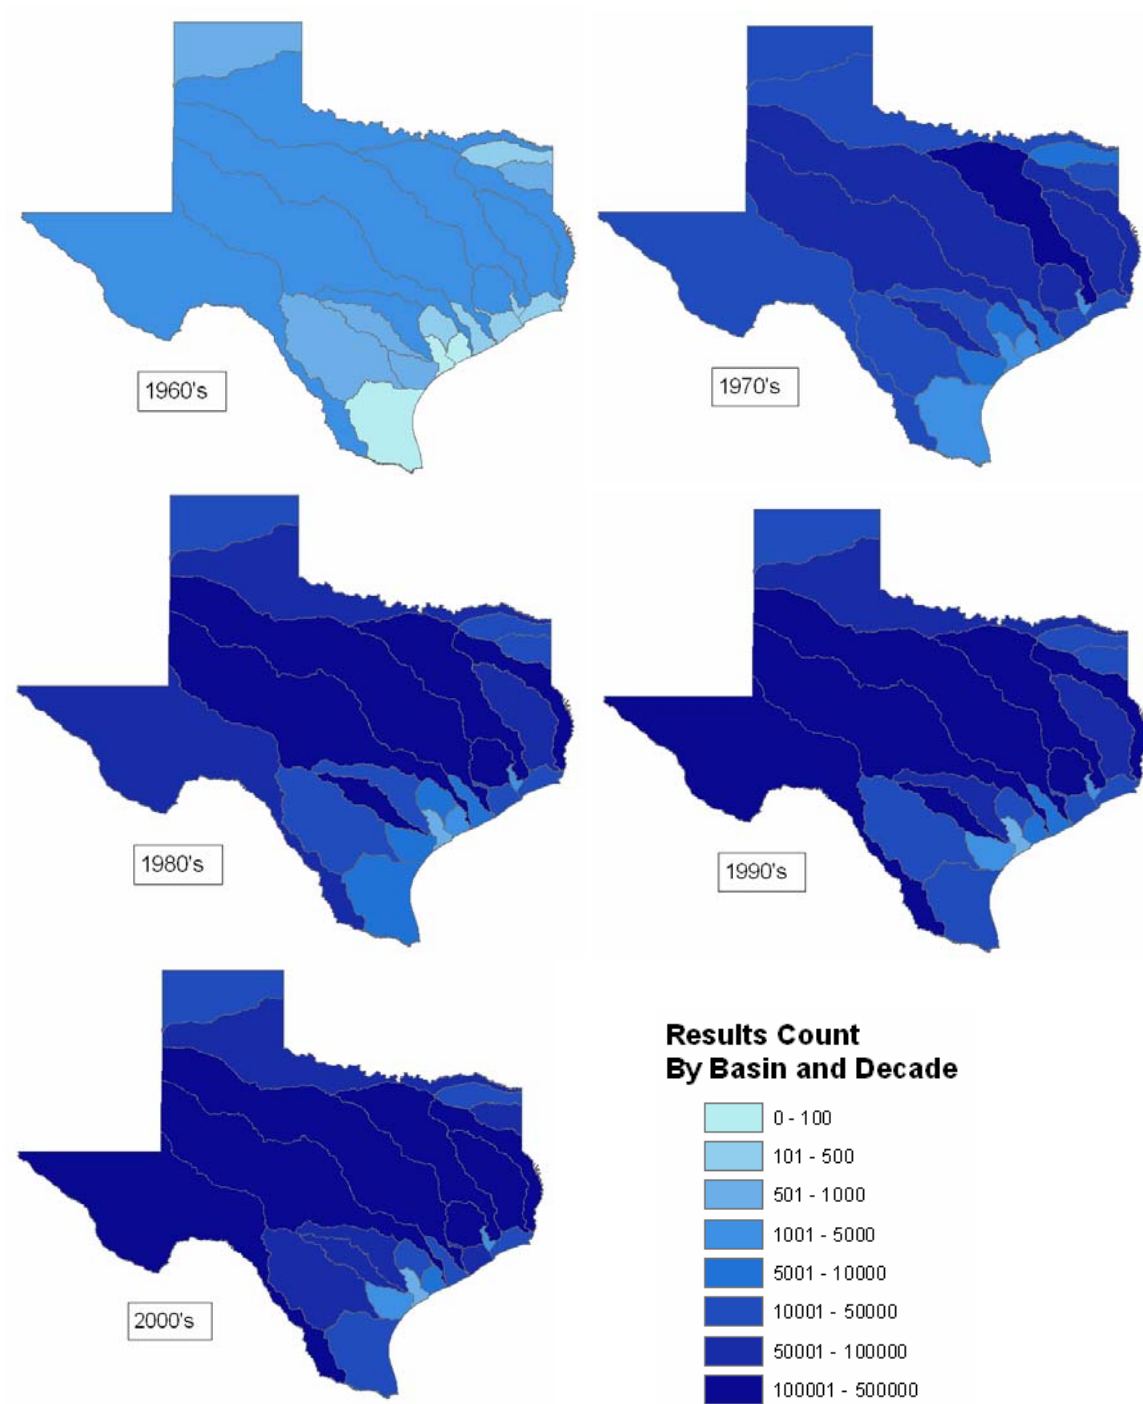 1960's
1970's
1980's
1990's
2000's
Results Count
By Basin and Decade
0 - 100
101 - 500
501 - 1000
1001 - 5000
5001 - 10000
10001 - 50000
50001 - 100000
100001 - 500000